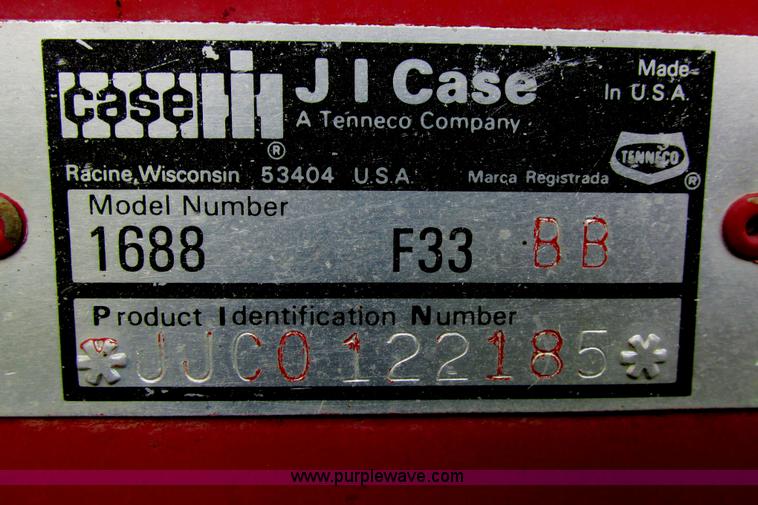 case IH ® J I Case Made
A Tenneco Company In U.S.A.
Racine, Wisconsin 53404 U.S.A Marca Registrada TENNECO ®
Model Number
1688 F33 BB
Product Identification Number
*JJC0122185*
www.purplewave.com